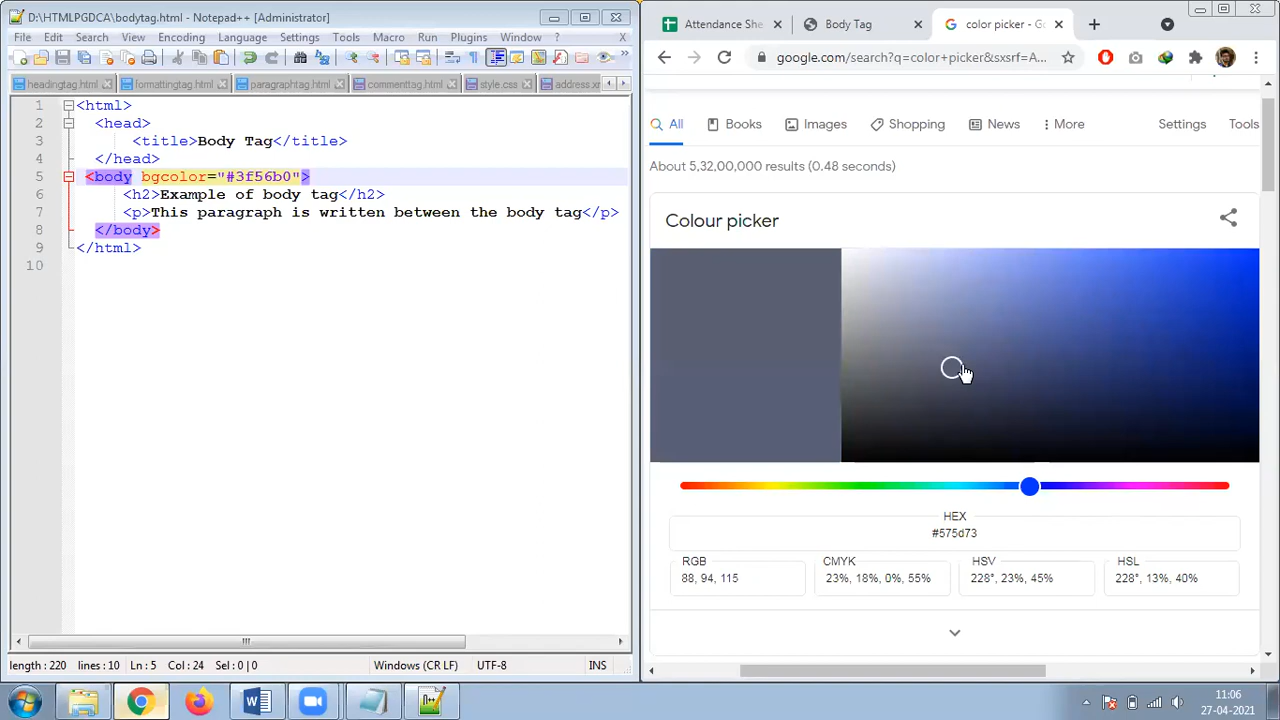 D:\HTMLPGDCA\bodytag.html - Notepad++ [Administrator]
File Edit Search View Encoding Language Settings Tools Macro Run Plugins Window ? X
headingtag.html formattingtag.html paragraphtag.html commenttag.html style.css
1 <html>
2 <head>
3 <title>Body Tag</title>
4 </head>
5 <body bgcolor="#3f56b0">
6 <h2>Example of body tag</h2>
7 <p>This paragraph is written between the body tag</p>
8 </body>
9 </html>
10
length : 220 lines : 10 Ln : 5 Col : 24 Sel : 0 | 0 Windows (CR LF) UTF-8 INS
Attendance She Body Tag color picker - Go
google.com/search?q=color+picker&sxsrf=A...
All Books Images Shopping News More Settings Tools
About 5,32,00,000 results (0.48 seconds)
Colour picker
HEX
#575d73
RGB CMYK HSV HSL
88, 94, 115 23%, 18%, 0%, 55% 228°, 23%, 45% 228°, 13%, 40%
11:06
27-04-2021